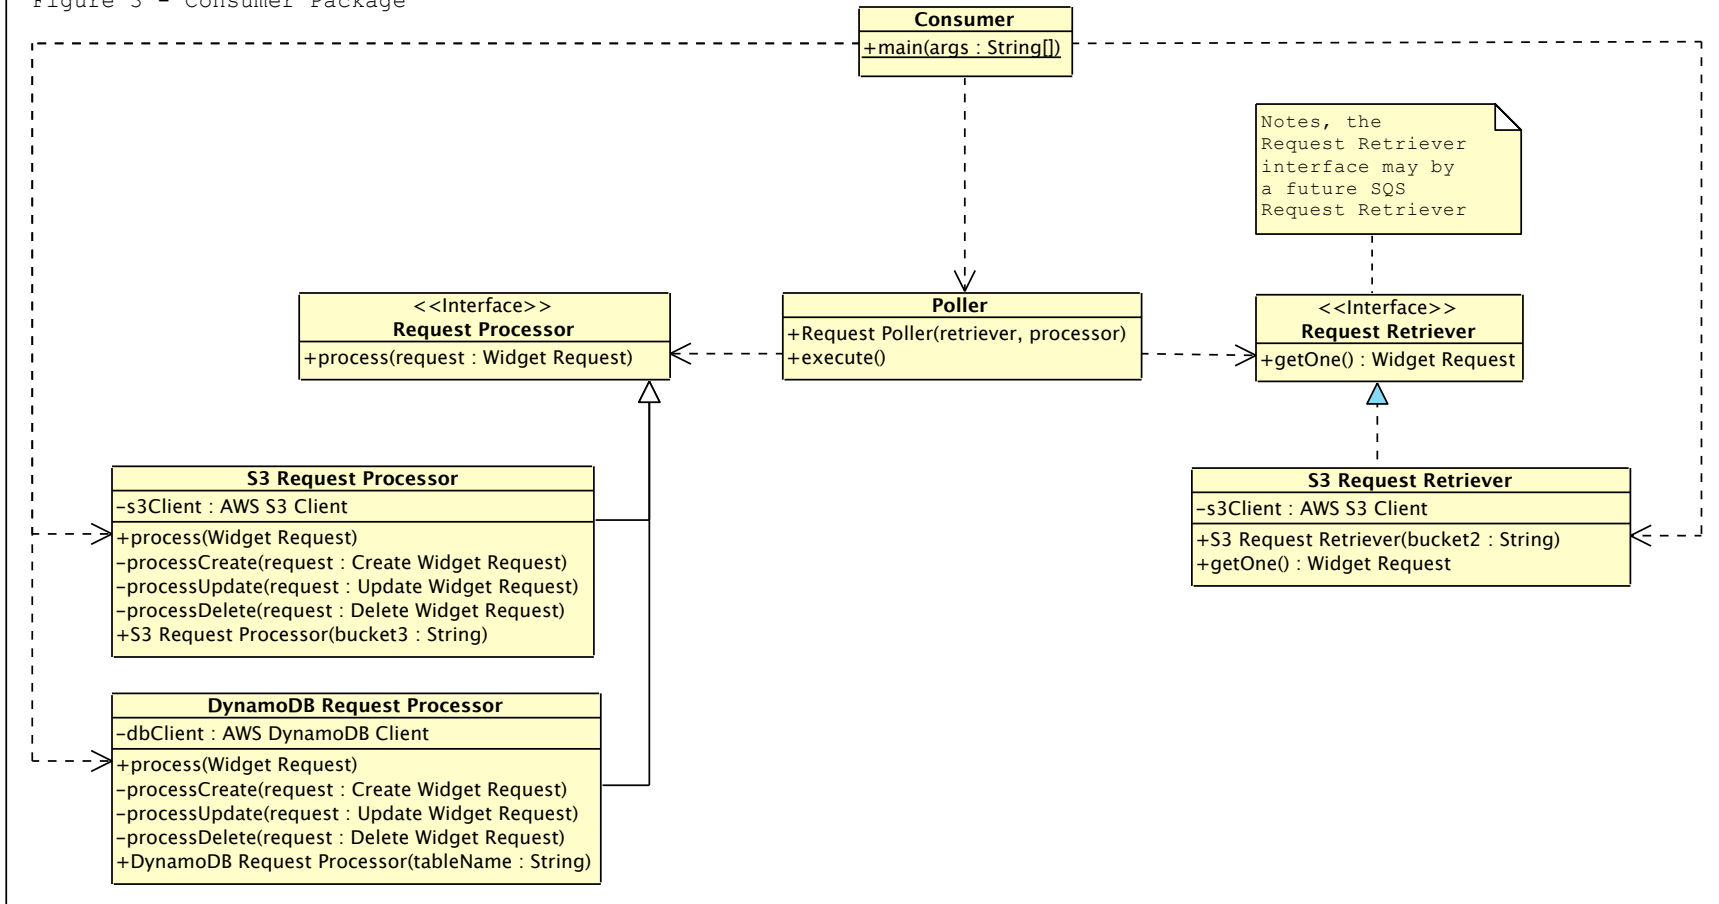 Figure 3 - Consumer Package
Consumer
+main(args : String[])
Notes, the
Request Retriever
interface may by
a future SQS
Request Retriever
<<Interface>>
Request Processor
+process(request : Widget Request)
Poller
+Request Poller(retriever, processor)
+execute()
<<Interface>>
Request Retriever
+getOne() : Widget Request
S3 Request Processor
-s3Client : AWS S3 Client
+process(Widget Request)
-processCreate(request : Create Widget Request)
-processUpdate(request : Update Widget Request)
-processDelete(request : Delete Widget Request)
+S3 Request Processor(bucket3 : String)
S3 Request Retriever
-s3Client : AWS S3 Client
+S3 Request Retriever(bucket2 : String)
+getOne() : Widget Request
DynamoDB Request Processor
-dbClient : AWS DynamoDB Client
+process(Widget Request)
-processCreate(request : Create Widget Request)
-processUpdate(request : Update Widget Request)
-processDelete(request : Delete Widget Request)
+DynamoDB Request Processor(tableName : String)